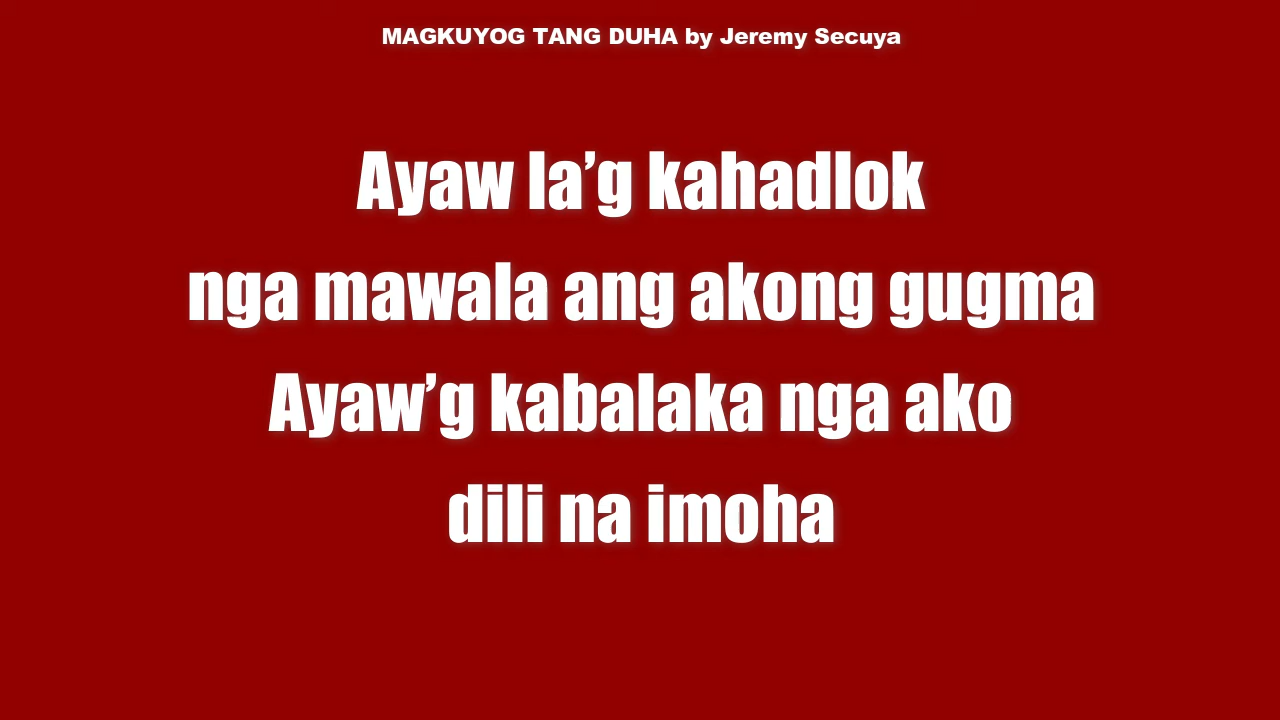 MAGKUYOG TANG DUHA by Jeremy Secuya
Ayaw la’g kahadlok
nga mawala ang akong gugma
Ayaw’g kabalaka nga ako
dili na imoha